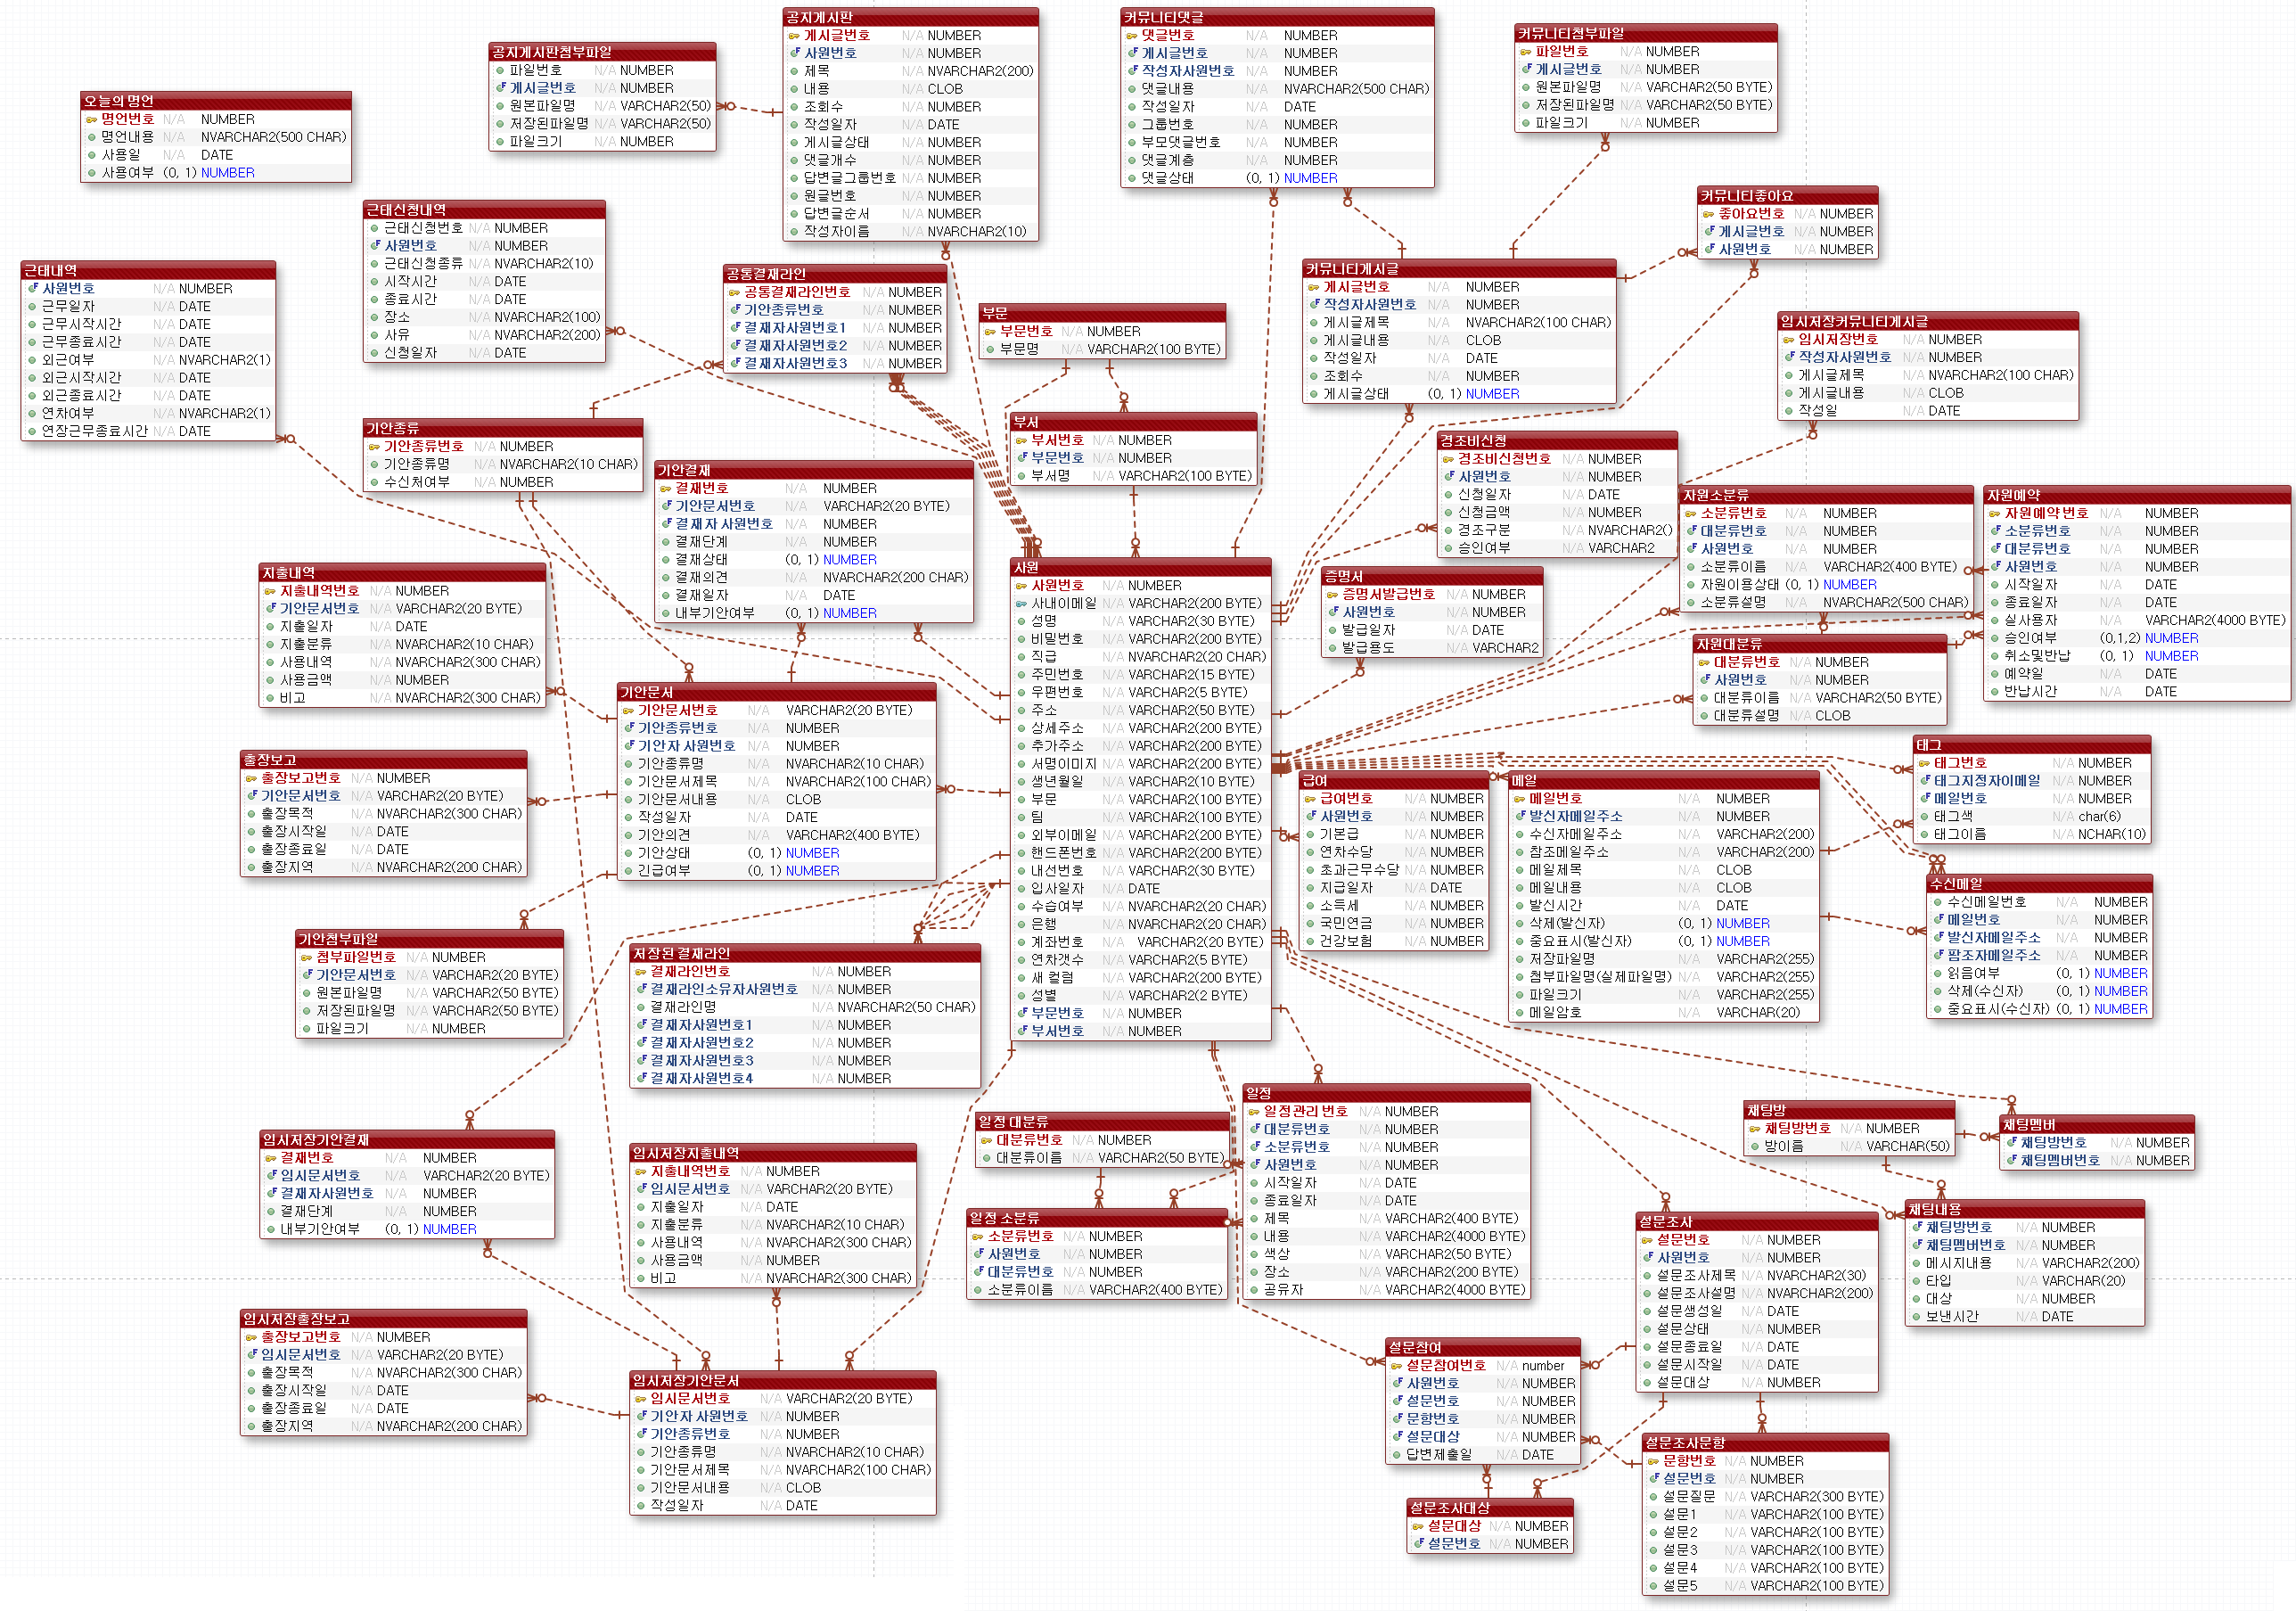 오늘의 명언
명언번호 N/A NUMBER
명언내용 N/A NVARCHAR2(500 CHAR)
사용일 N/A DATE
사용여부 (0, 1) NUMBER
공지게시판첨부파일
파일번호 N/A NUMBER
게시글번호 N/A NUMBER
원본파일명 N/A VARCHAR2(50)
저장된파일명 N/A VARCHAR2(50)
파일크기 N/A NUMBER
공지게시판
게시글번호 N/A NUMBER
사원번호 N/A NUMBER
제목 N/A NVARCHAR2(200)
내용 N/A CLOB
조회수 N/A NUMBER
작성일자 N/A DATE
게시글상태 N/A NUMBER
댓글개수 N/A NUMBER
답변글그룹번호 N/A NUMBER
원글번호 N/A NUMBER
답변글순서 N/A NUMBER
작성자이름 N/A NVARCHAR2(10)
커뮤니티댓글
댓글번호 N/A NUMBER
게시글번호 N/A NUMBER
작성자사원번호 N/A NUMBER
댓글내용 N/A NVARCHAR2(500 CHAR)
작성일자 N/A DATE
그룹번호 N/A NUMBER
부모댓글번호 N/A NUMBER
댓글계층 N/A NUMBER
댓글상태 (0, 1) NUMBER
커뮤니티첨부파일
파일번호 N/A NUMBER
게시글번호 N/A NUMBER
원본파일명 N/A VARCHAR2(50 BYTE)
저장된파일명 N/A VARCHAR2(50 BYTE)
파일크기 N/A NUMBER
커뮤니티좋아요
좋아요번호 N/A NUMBER
게시글번호 N/A NUMBER
사원번호 N/A NUMBER
근태신청내역
근태신청번호 N/A NUMBER
사원번호 N/A NUMBER
근태신청종류 N/A NVARCHAR2(10)
시작시간 N/A DATE
종료시간 N/A DATE
장소 N/A NVARCHAR2(100)
사유 N/A NVARCHAR2(200)
신청일자 N/A DATE
근태내역
사원번호 N/A NUMBER
근무일자 N/A DATE
근무시작시간 N/A DATE
근무종료시간 N/A DATE
외근여부 N/A NVARCHAR2(1)
외근시작시간 N/A DATE
외근종료시간 N/A DATE
연차여부 N/A NVARCHAR2(1)
연장근무종료시간 N/A DATE
공통결재라인
공통결재라인번호 N/A NUMBER
기안종류번호 N/A NUMBER
결재자사원번호1 N/A NUMBER
결재자사원번호2 N/A NUMBER
결재자사원번호3 N/A NUMBER
부문
부문번호 N/A NUMBER
부문명 N/A VARCHAR2(100 BYTE)
커뮤니티게시글
게시글번호 N/A NUMBER
작성자사원번호 N/A NUMBER
게시글제목 N/A NVARCHAR2(100 CHAR)
게시글내용 N/A CLOB
작성일자 N/A DATE
조회수 N/A NUMBER
게시글상태 (0, 1) NUMBER
임시저장커뮤니티게시글
임시저장번호 N/A NUMBER
작성자사원번호 N/A NUMBER
게시글제목 N/A NVARCHAR2(100 CHAR)
게시글내용 N/A CLOB
작성일 N/A DATE
기안종류
기안종류번호 N/A NUMBER
기안종류명 N/A NVARCHAR2(10 CHAR)
수신처여부 N/A NUMBER
부서
부서번호 N/A NUMBER
부문번호 N/A NUMBER
부서명 N/A VARCHAR2(100 BYTE)
기안결재
결재번호 N/A NUMBER
기안문서번호 N/A VARCHAR2(20 BYTE)
결재자 사원번호 N/A NUMBER
결재단계 N/A NUMBER
결재상태 (0, 1) NUMBER
결재의견 N/A NVARCHAR2(200 CHAR)
결재일자 N/A DATE
내부기안여부 (0, 1) NUMBER
경조비신청
경조비신청번호 N/A NUMBER
사원번호 N/A NUMBER
신청일자 N/A DATE
신청금액 N/A NUMBER
경조구분 N/A NVARCHAR2()
승인여부 N/A VARCHAR2
자원소분류
소분류번호 N/A NUMBER
대분류번호 N/A NUMBER
사원번호 N/A NUMBER
소분류이름 N/A VARCHAR2(400 BYTE)
자원이용상태 (0, 1) NUMBER
소분류설명 NVARCHAR2(500 CHAR)
자원예약
자원예약 번호 N/A NUMBER
소분류번호 N/A NUMBER
대분류번호 N/A NUMBER
사원번호 N/A NUMBER
시작일자 N/A DATE
종료일자 N/A DATE
실사용자 N/A VARCHAR2(4000 BYTE)
승인여부 (0,1,2) NUMBER
취소및반납 (0, 1) NUMBER
예약일 N/A DATE
반납시간 N/A DATE
지출내역
지출내역번호 N/A NUMBER
기안문서번호 N/A VARCHAR2(20 BYTE)
지출일자 N/A DATE
지출분류 N/A NVARCHAR2(10 CHAR)
사용내역 N/A NVARCHAR2(300 CHAR)
사용금액 N/A NUMBER
비고 N/A NVARCHAR2(300 CHAR)
사원
사원번호 N/A NUMBER
사내이메일 N/A VARCHAR2(200 BYTE)
성명 N/A VARCHAR2(30 BYTE)
비밀번호 N/A VARCHAR2(200 BYTE)
직급 N/A NVARCHAR2(20 CHAR)
주민번호 N/A VARCHAR2(15 BYTE)
우편번호 N/A VARCHAR2(5 BYTE)
주소 N/A VARCHAR2(50 BYTE)
상세주소 N/A VARCHAR2(200 BYTE)
추가주소 N/A VARCHAR2(200 BYTE)
서명이미지 N/A VARCHAR2(200 BYTE)
생년월일 N/A VARCHAR2(10 BYTE)
부문 N/A VARCHAR2(100 BYTE)
팀 N/A VARCHAR2(100 BYTE)
외부이메일 N/A VARCHAR2(200 BYTE)
핸드폰번호 N/A VARCHAR2(200 BYTE)
내선번호 N/A VARCHAR2(30 BYTE)
입사일자 N/A DATE
수습여부 N/A NVARCHAR2(20 CHAR)
은행 N/A NVARCHAR2(20 CHAR)
계좌번호 N/A VARCHAR2(20 BYTE)
연차갯수 N/A VARCHAR2(5 BYTE)
새 컬럼 N/A VARCHAR2(200 BYTE)
성별 N/A VARCHAR2(2 BYTE)
부문번호 N/A NUMBER
부서번호 N/A NUMBER
증명서
증명서발급번호 N/A NUMBER
사원번호 N/A NUMBER
발급일자 N/A DATE
발급용도 N/A VARCHAR2
자원대분류
대분류번호 N/A NUMBER
사원번호 N/A NUMBER
대분류이름 N/A VARCHAR2(50 BYTE)
대분류설명 N/A CLOB
기안문서
기안문서번호 N/A VARCHAR2(20 BYTE)
기안종류번호 N/A NUMBER
기안자 사원번호 N/A NUMBER
기안종류명 N/A NVARCHAR2(10 CHAR)
기안문서제목 N/A NVARCHAR2(100 CHAR)
기안문서내용 N/A CLOB
작성일자 N/A DATE
기안의견 N/A VARCHAR2(400 BYTE)
기안상태 (0, 1) NUMBER
긴급여부 (0, 1) NUMBER
출장보고
출장보고번호 N/A NUMBER
기안문서번호 N/A VARCHAR2(20 BYTE)
출장목적 N/A NVARCHAR2(300 CHAR)
출장시작일 N/A DATE
출장종료일 N/A DATE
출장지역 N/A NVARCHAR2(200 CHAR)
태그
태그번호 N/A NUMBER
태그지정자이메일 N/A NUMBER
메일번호 N/A NUMBER
태그색 N/A char(6)
태그이름 N/A NCHAR(10)
급여
급여번호 N/A NUMBER
사원번호 N/A NUMBER
기본급 N/A NUMBER
연차수당 N/A NUMBER
초과근무수당 N/A NUMBER
지급일자 N/A DATE
소득세 N/A NUMBER
국민연금 N/A NUMBER
건강보험 N/A NUMBER
메일
메일번호 N/A NUMBER
발신자메일주소 N/A NUMBER
수신자메일주소 N/A VARCHAR2(200)
참조메일주소 N/A VARCHAR2(200)
메일제목 N/A CLOB
메일내용 N/A CLOB
발신시간 N/A DATE
삭제(발신자) (0, 1) NUMBER
중요표시(발신자) (0, 1) NUMBER
저장파일명 N/A VARCHAR2(255)
첨부파일명(실제파일명) N/A VARCHAR2(255)
파일크기 N/A VARCHAR2(255)
메일암호 N/A VARCHAR(20)
수신메일
수신메일번호 N/A NUMBER
메일번호 N/A NUMBER
발신자메일주소 N/A NUMBER
팜조자메일주소 N/A NUMBER
읽음여부 (0, 1) NUMBER
삭제(수신자) (0, 1) NUMBER
중요표시(수신자) (0, 1) NUMBER
기안첨부파일
첨부파일번호 N/A NUMBER
기안문서번호 N/A VARCHAR2(20 BYTE)
원본파일명 N/A VARCHAR2(50 BYTE)
저장된파일명 N/A VARCHAR2(50 BYTE)
파일크기 N/A NUMBER
저장된 결재라인
결재라인번호 N/A NUMBER
결재라인소유자사원번호 N/A NUMBER
결재라인명 N/A NVARCHAR2(50 CHAR)
결재자사원번호1 N/A NUMBER
결재자사원번호2 N/A NUMBER
결재자사원번호3 N/A NUMBER
결재자사원번호4 N/A NUMBER
임시저장기안결재
결재번호 N/A NUMBER
임시문서번호 N/A VARCHAR2(20 BYTE)
결재자사원번호 N/A NUMBER
결재단계 N/A NUMBER
내부기안여부 (0, 1) NUMBER
임시저장지출내역
지출내역번호 N/A NUMBER
임시문서번호 N/A VARCHAR2(20 BYTE)
지출일자 N/A DATE
지출분류 N/A NVARCHAR2(10 CHAR)
사용내역 N/A NVARCHAR2(300 CHAR)
사용금액 N/A NUMBER
비고 N/A NVARCHAR2(300 CHAR)
일정 대분류
대분류번호 N/A NUMBER
대분류이름 N/A VARCHAR2(50 BYTE)
일정 소분류
소분류번호 N/A NUMBER
사원번호 N/A NUMBER
대분류번호 N/A NUMBER
소분류이름 N/A VARCHAR2(400 BYTE)
일정
일정관리 번호 N/A NUMBER
대분류번호 N/A NUMBER
소분류번호 N/A NUMBER
사원번호 N/A NUMBER
시작일자 N/A DATE
종료일자 N/A DATE
제목 N/A VARCHAR2(400 BYTE)
내용 N/A VARCHAR2(4000 BYTE)
색상 N/A VARCHAR2(50 BYTE)
장소 N/A VARCHAR2(200 BYTE)
공유자 N/A VARCHAR2(4000 BYTE)
채팅방
채팅방번호 N/A NUMBER
방이름 N/A VARCHAR(50)
채팅멤버
채팅방번호 N/A NUMBER
채팅멤버번호 N/A NUMBER
채팅내용
채팅방번호 N/A NUMBER
채팅멤버번호 N/A NUMBER
메시지내용 N/A VARCHAR2(200)
타입 N/A VARCHAR(20)
대상 N/A NUMBER
보낸시간 N/A DATE
설문조사
설문번호 N/A NUMBER
사원번호 N/A NUMBER
설문조사제목 N/A NVARCHAR2(30)
설문조사설명 N/A NVARCHAR2(200)
설문생성일 N/A DATE
설문상태 N/A NUMBER
설문종료일 N/A DATE
설문시작일 N/A DATE
설문대상 N/A NUMBER
임시저장출장보고
출장보고번호 N/A NUMBER
임시문서번호 N/A VARCHAR2(20 BYTE)
출장목적 N/A NVARCHAR2(300 CHAR)
출장시작일 N/A DATE
출장종료일 N/A DATE
출장지역 N/A NVARCHAR2(200 CHAR)
임시저장기안문서
임시문서번호 N/A VARCHAR2(20 BYTE)
기안자 사원번호 N/A NUMBER
기안종류번호 N/A NUMBER
기안종류명 N/A NVARCHAR2(10 CHAR)
기안문서제목 N/A NVARCHAR2(100 CHAR)
기안문서내용 N/A CLOB
작성일자 N/A DATE
설문참여
설문참여번호 N/A number
사원번호 N/A NUMBER
설문번호 N/A NUMBER
문항번호 N/A NUMBER
설문대상 N/A NUMBER
답변제출일 N/A DATE
설문조사대상
설문대상 N/A NUMBER
설문번호 N/A NUMBER
설문조사문항
문항번호 N/A NUMBER
설문번호 N/A NUMBER
설문질문 N/A VARCHAR2(300 BYTE)
설문1 N/A VARCHAR2(100 BYTE)
설문2 N/A VARCHAR2(100 BYTE)
설문3 N/A VARCHAR2(100 BYTE)
설문4 N/A VARCHAR2(100 BYTE)
설문5 N/A VARCHAR2(100 BYTE)